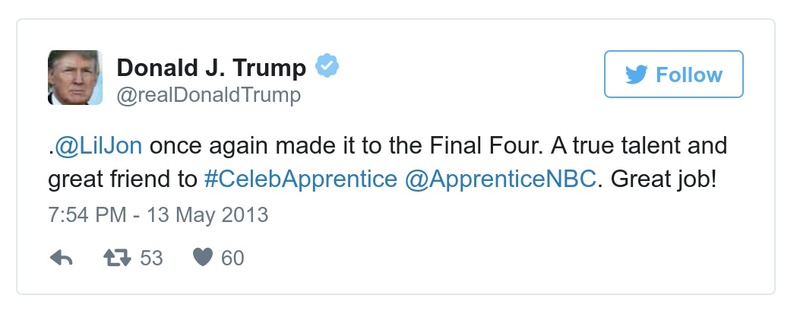 Donald J. Trump
@realDonaldTrump
Follow
.@LilJon once again made it to the Final Four. A true talent and
great friend to #CelebApprentice @ApprenticeNBC. Great job!
7:54 PM - 13 May 2013
53 60